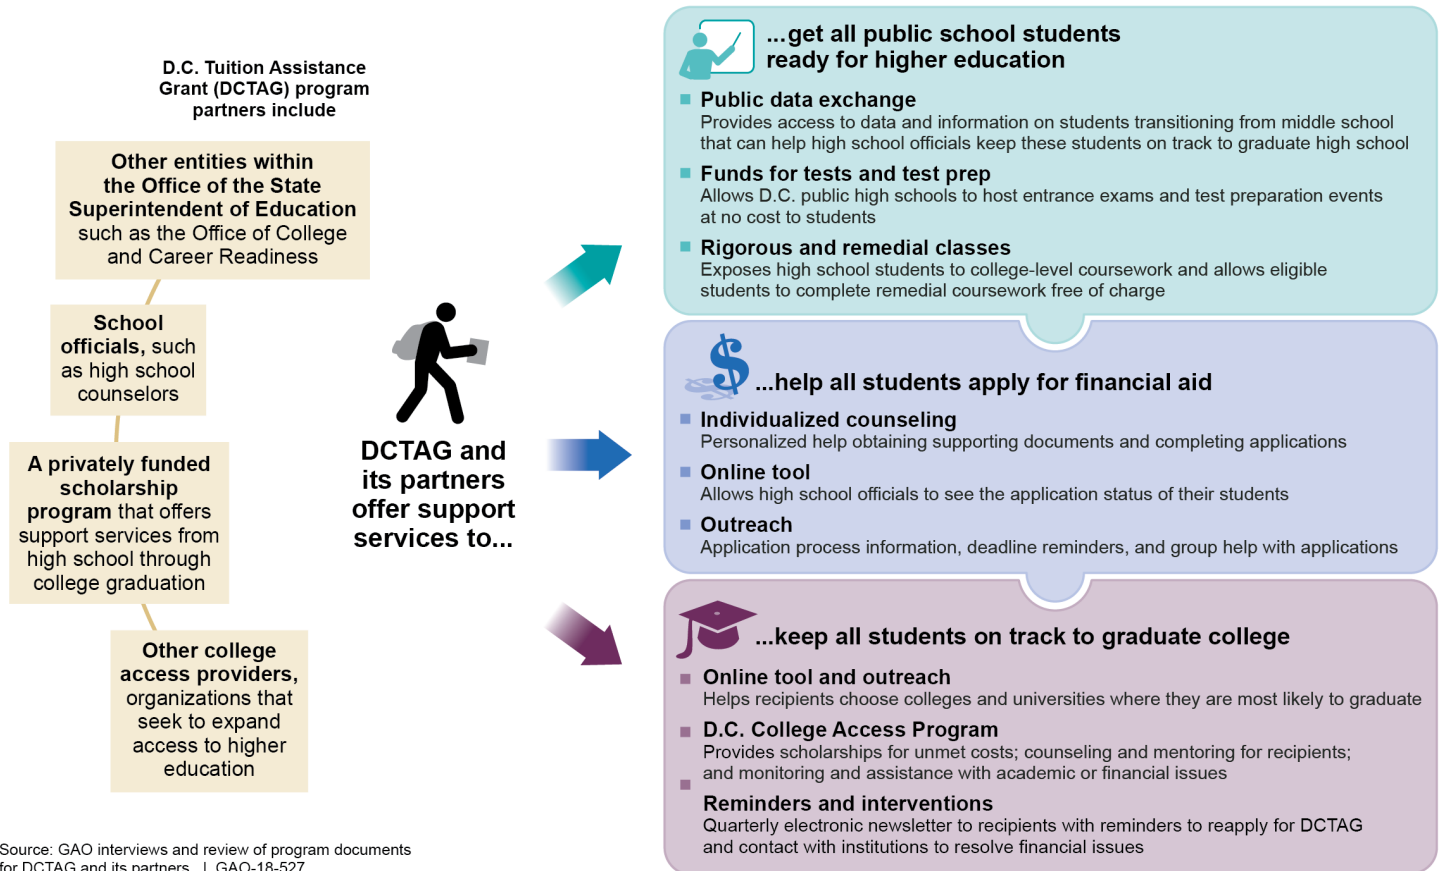 D.C. Tuition Assistance
Grant (DCTAG) program
partners include
Other entities within
the Office of the State
Superintendent of Education
such as the Office of College
and Career Readiness
School
officials, such
as high school
counselors
A privately funded
scholarship
program that offers
support services from
high school through
college graduation
Other college
access providers,
organizations that
seek to expand
access to higher
education
DCTAG and
its partners
offer support
services to...
...get all public school students
ready for higher education
Public data exchange
Provides access to data and information on students transitioning from middle school
that can help high school officials keep these students on track to graduate high school
Funds for tests and test prep
Allows D.C. public high schools to host entrance exams and test preparation events
at no cost to students
Rigorous and remedial classes
Exposes high school students to college-level coursework and allows eligible
students to complete remedial coursework free of charge
$
...help all students apply for financial aid
Individualized counseling
Personalized help obtaining supporting documents and completing applications
Online tool
Allows high school officials to see the application status of their students
Outreach
Application process information, deadline reminders, and group help with applications
...keep all students on track to graduate college
Online tool and outreach
Helps recipients choose colleges and universities where they are most likely to graduate
D.C. College Access Program
Provides scholarships for unmet costs; counseling and mentoring for recipients;
and monitoring and assistance with academic or financial issues
Reminders and interventions
Quarterly electronic newsletter to recipients with reminders to reapply for DCTAG
and contact with institutions to resolve financial issues
Source: GAO interviews and review of program documents
for DCTAG and its partners. | GAO-18-527